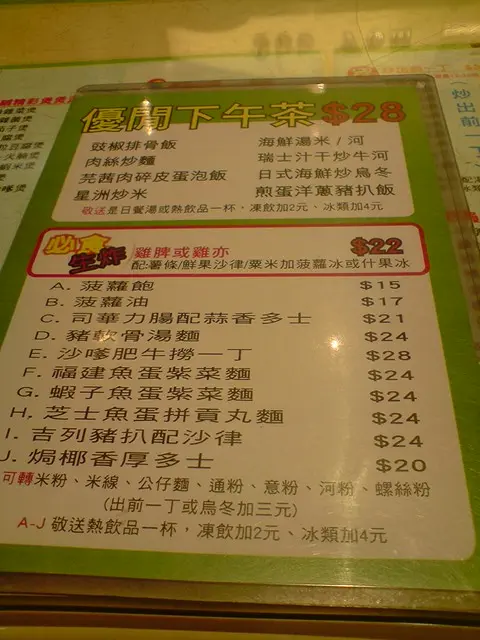 優閒下午茶$28
豉椒排骨飯 海鮮湯米/河
肉絲炒麵 瑞士汁干炒牛河
芫茜肉碎皮蛋泡飯 日式海鮮炒烏冬
星洲炒米 煎蛋洋蔥豬扒飯
敬送是日餐湯或熱飲品一杯，凍飲加2元、冰類加4元
必食生炸 雞脾或雞亦 $22
配:薯條/鮮果沙律/粟米加菠蘿冰或什果冰
A. 菠蘿飽 $15
B. 菠蘿油 $17
C. 司華力腸配蒜香多士 $21
D. 豬軟骨湯麵 $24
E. 沙嗲肥牛撈一丁 $28
F. 福建魚蛋紫菜麵 $24
G. 蝦子魚蛋紫菜麵 $24
H. 芝士魚蛋拼貢丸麵 $24
I. 吉列豬扒配沙律 $24
J. 焗椰香厚多士 $20
可轉米粉、米線、公仔麵、通粉、意粉、河粉、螺絲粉
(出前一丁或烏冬加三元)
A-J 敬送熱飲品一杯，凍飲加2元、冰類加4元
炒
出
前